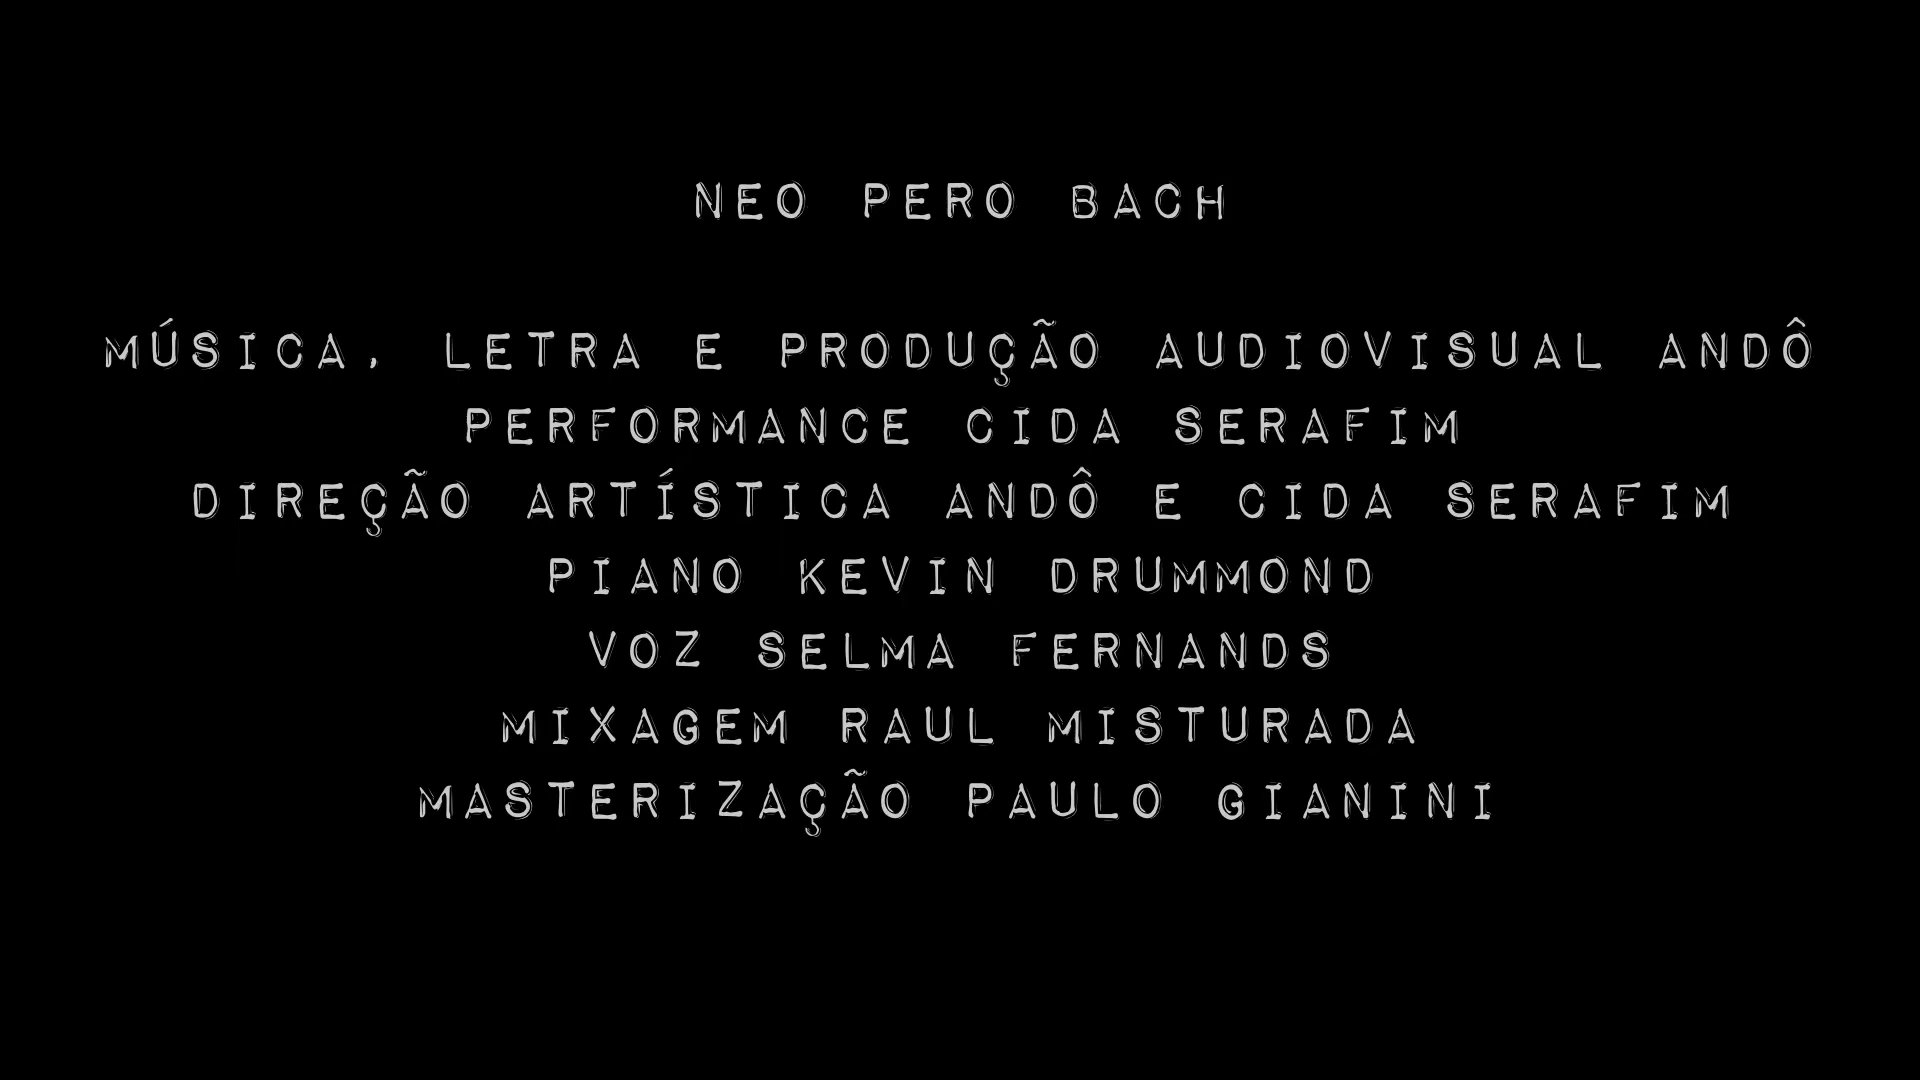 NEO PERO BACH
MÚSICA, LETRA E PRODUÇÃO AUDIOVISUAL ANDÔ
PERFORMANCE CIDA SERAFIM
DIREÇÃO ARTÍSTICA ANDÔ E CIDA SERAFIM
PIANO KEVIN DRUMMOND
VOZ SELMA FERNANDS
MIXAGEM RAUL MISTURADA
MASTERIZAÇÃO PAULO GIANINI